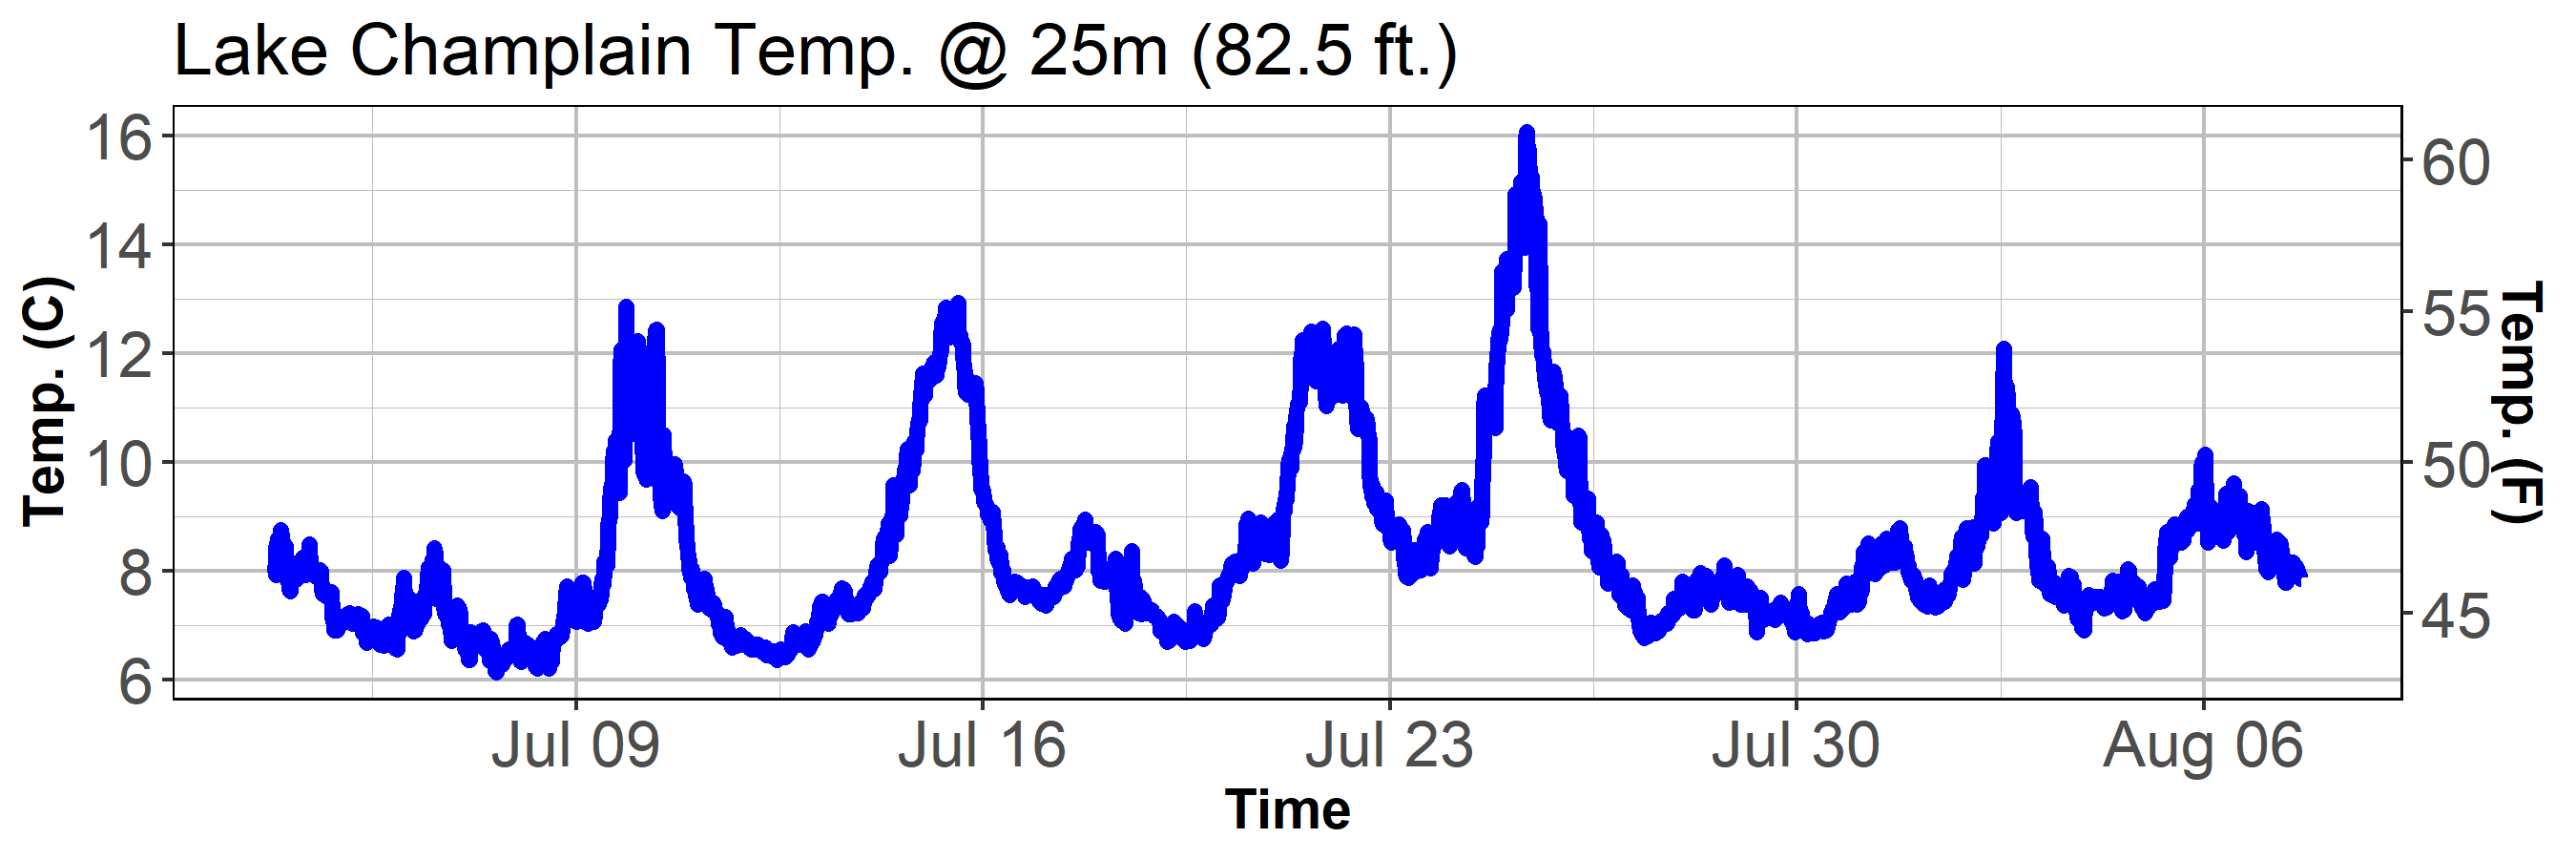 Lake Champlain Temp. @ 25m (82.5 ft.)
Temp. (C)
16
14
12
10
8
6
60
55
50
45
Temp. (F)
Jul 09 Jul 16 Jul 23 Jul 30 Aug 06
Time